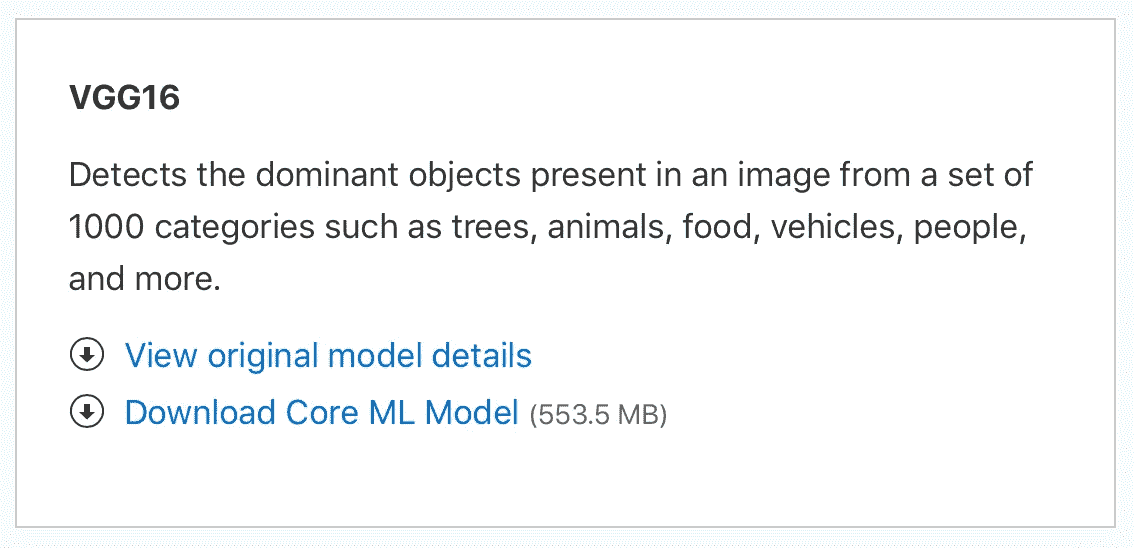 VGG16
Detects the dominant objects present in an image from a set of
1000 categories such as trees, animals, food, vehicles, people,
and more.
View original model details
Download Core ML Model (553.5 MB)